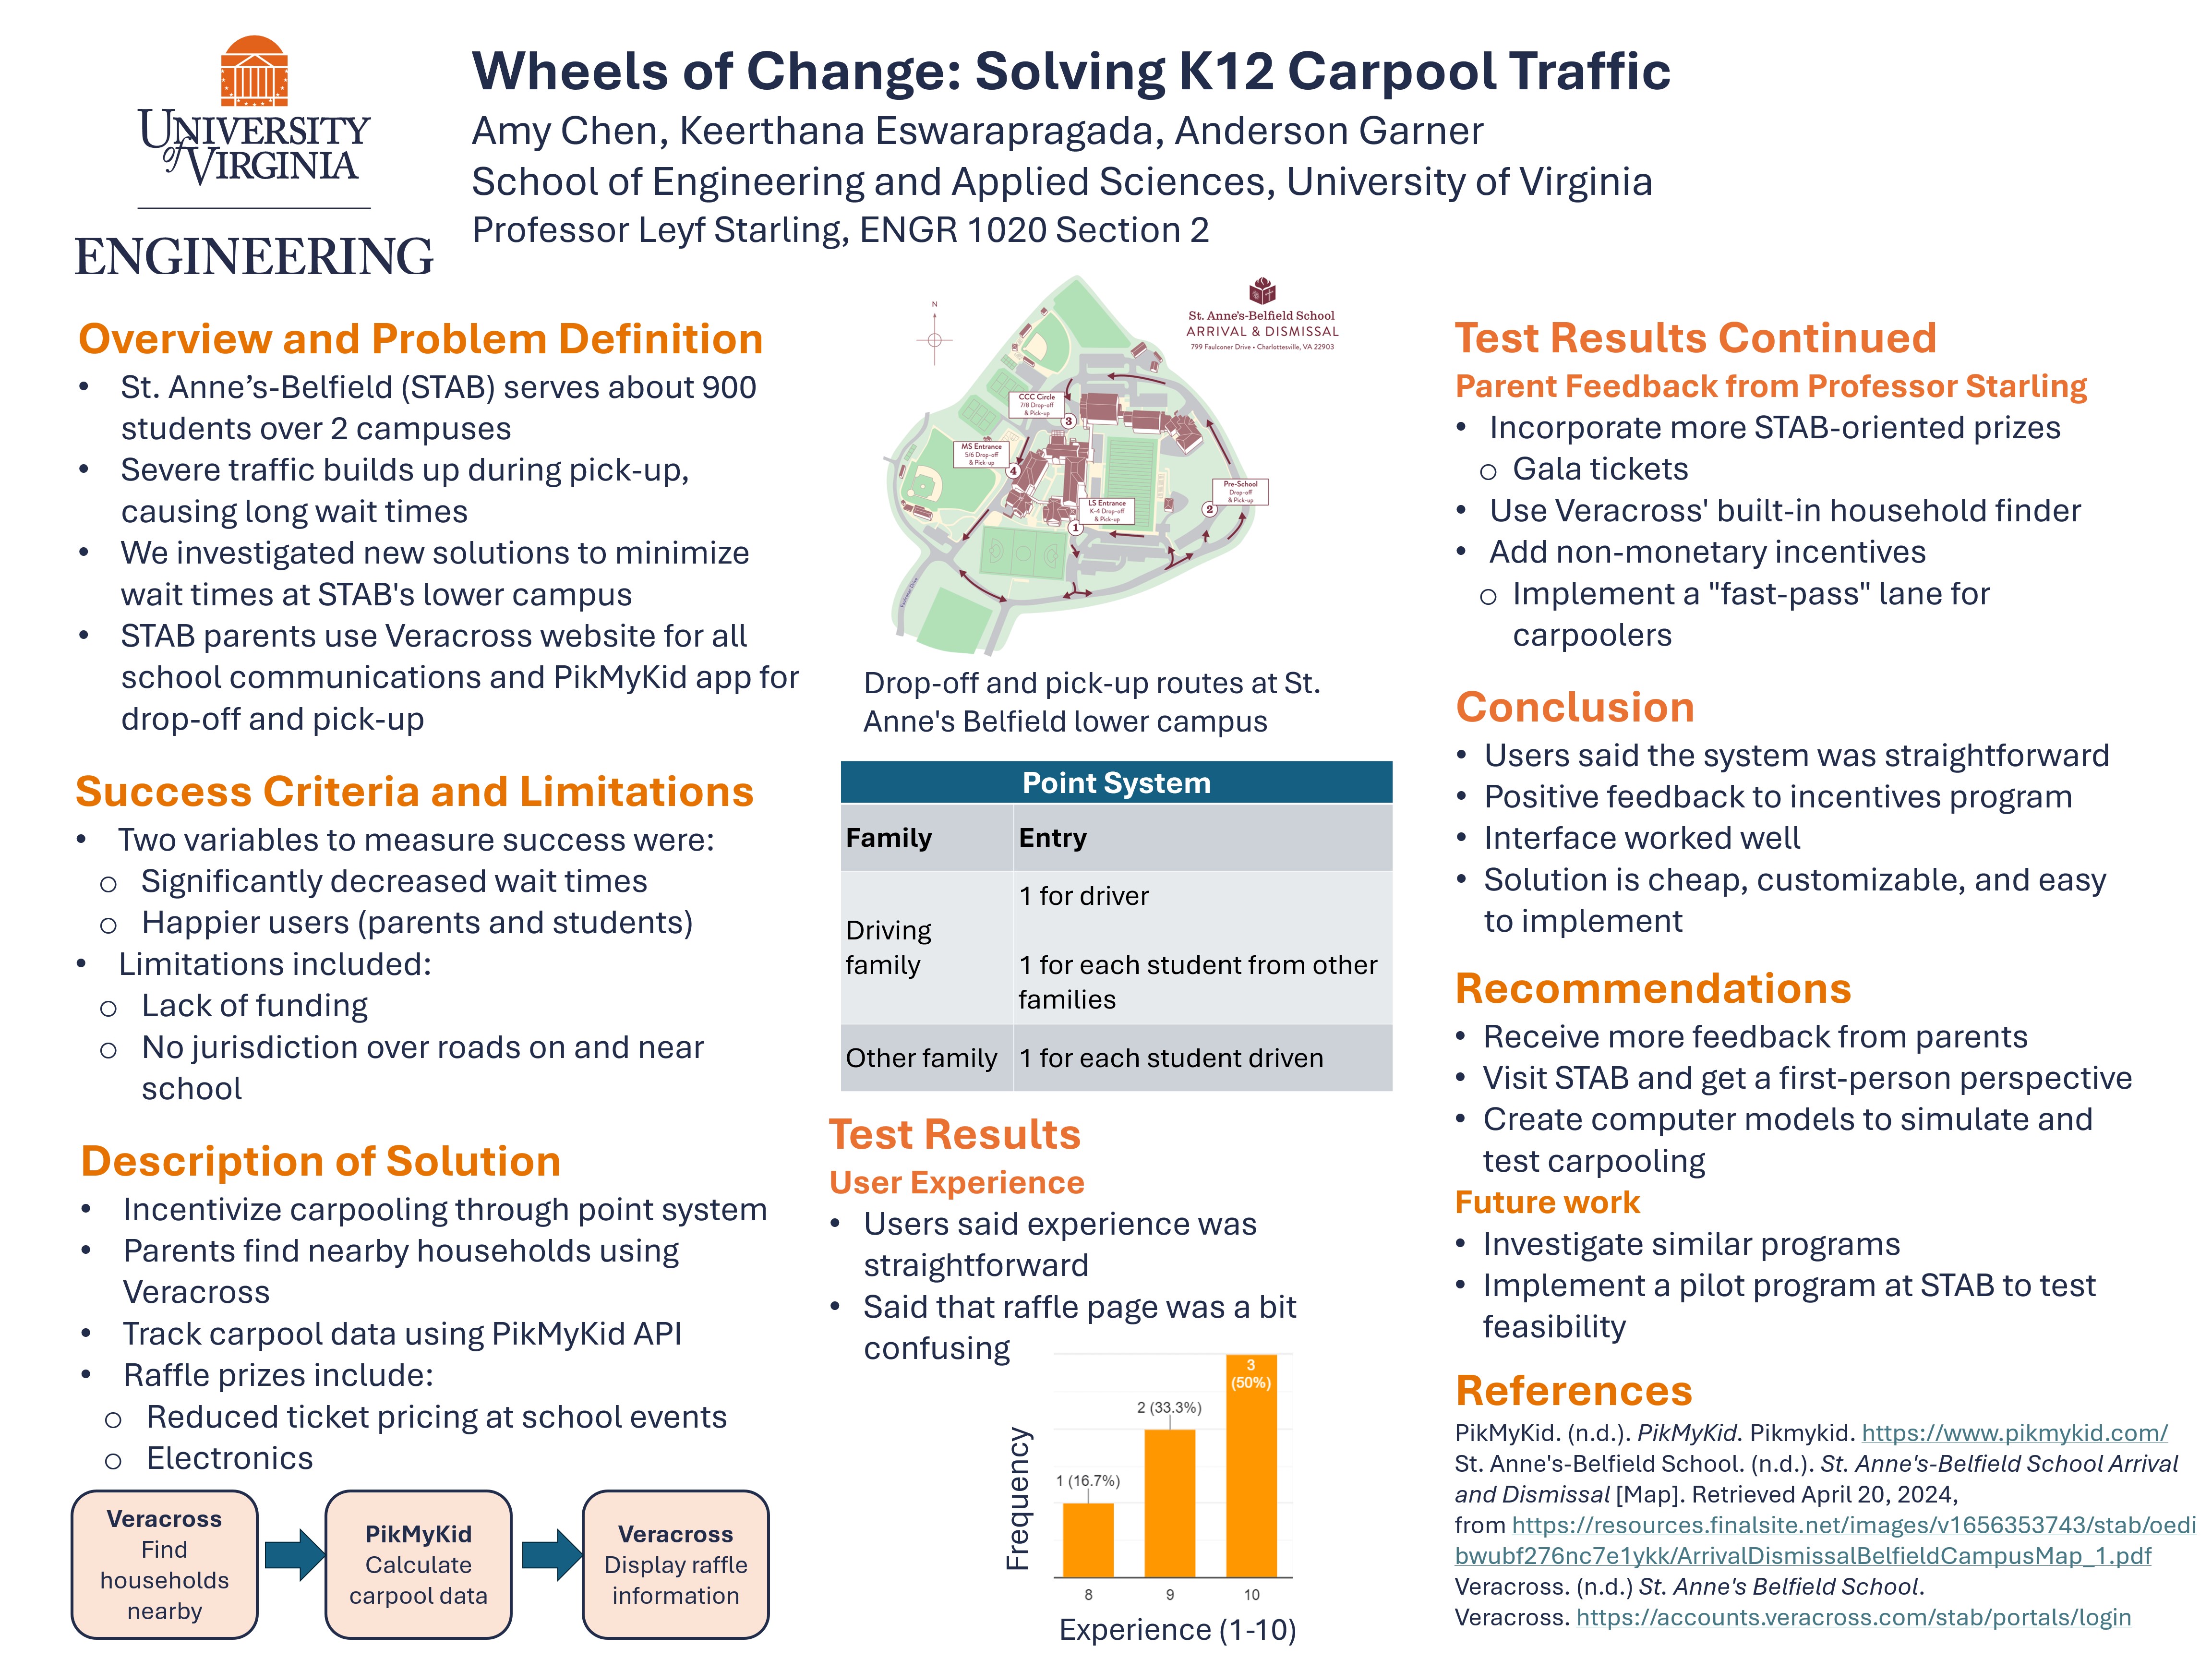 UNIVERSITY
of VIRGINIA
ENGINEERING
Wheels of Change: Solving K12 Carpool Traffic
Amy Chen, Keerthana Eswarapragada, Anderson Garner
School of Engineering and Applied Sciences, University of Virginia
Professor Leyf Starling, ENGR 1020 Section 2
Overview and Problem Definition
• St. Anne’s-Belfield (STAB) serves about 900
students over 2 campuses
• Severe traffic builds up during pick-up,
causing long wait times
• We investigated new solutions to minimize
wait times at STAB's lower campus
• STAB parents use Veracross website for all
school communications and PikMyKid app for
drop-off and pick-up
Success Criteria and Limitations
• Two variables to measure success were:
o Significantly decreased wait times
o Happier users (parents and students)
• Limitations included:
o Lack of funding
o No jurisdiction over roads on and near
school
Description of Solution
• Incentivize carpooling through point system
• Parents find nearby households using
Veracross
• Track carpool data using PikMyKid API
• Raffle prizes include:
o Reduced ticket pricing at school events
o Electronics
Veracross
Find
households
nearby
PikMyKid
Calculate
carpool data
Veracross
Display raffle
information
N
St. Anne's-Belfield School
ARRIVAL & DISMISSAL
799 Faulconer Drive • Charlottesville, VA 22903
CCC Circle
7/8 Drop-off
& Pick-up
3
MS Entrance
5/6 Drop-off
& Pick-up
4
Pre-School
Drop-off
& Pick-up
2
LS Entrance
K-4 Drop-off
& Pick-up
1
Faulconer Drive
Drop-off and pick-up routes at St.
Anne's Belfield lower campus
Point System
Family Entry
Driving
family
1 for driver
1 for each student from other
families
Other family 1 for each student driven
Test Results
User Experience
• Users said experience was
straightforward
• Said that raffle page was a bit
confusing
Frequency
1 (16.7%)
2 (33.3%)
3
(50%)
8 9 10
Experience (1-10)
Test Results Continued
Parent Feedback from Professor Starling
• Incorporate more STAB-oriented prizes
o Gala tickets
• Use Veracross' built-in household finder
• Add non-monetary incentives
o Implement a "fast-pass" lane for
carpoolers
Conclusion
• Users said the system was straightforward
• Positive feedback to incentives program
• Interface worked well
• Solution is cheap, customizable, and easy
to implement
Recommendations
• Receive more feedback from parents
• Visit STAB and get a first-person perspective
• Create computer models to simulate and
test carpooling
Future work
• Investigate similar programs
• Implement a pilot program at STAB to test
feasibility
References
PikMyKid. (n.d.). PikMyKid. Pikmykid. https://www.pikmykid.com/
St. Anne's-Belfield School. (n.d.). St. Anne's-Belfield School Arrival
and Dismissal [Map]. Retrieved April 20, 2024,
from https://resources.finalsite.net/images/v1656353743/stab/oedi
bwubf276nc7e1ykk/ArrivalDismissalBelfieldCampusMap_1.pdf
Veracross. (n.d.) St. Anne's Belfield School.
Veracross. https://accounts.veracross.com/stab/portals/login